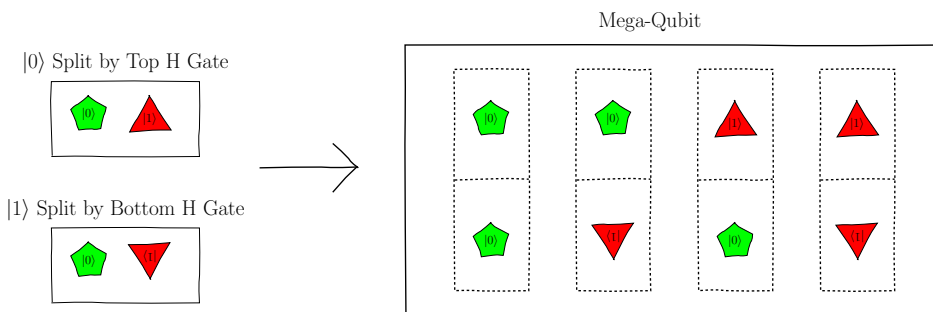 Mega-Qubit
|0⟩ Split by Top H Gate
|0⟩ |1⟩
|1⟩ Split by Bottom H Gate
|0⟩ |1⟩
|0⟩ |0⟩ |1⟩ |1⟩
|0⟩ |1⟩ |0⟩ |1⟩